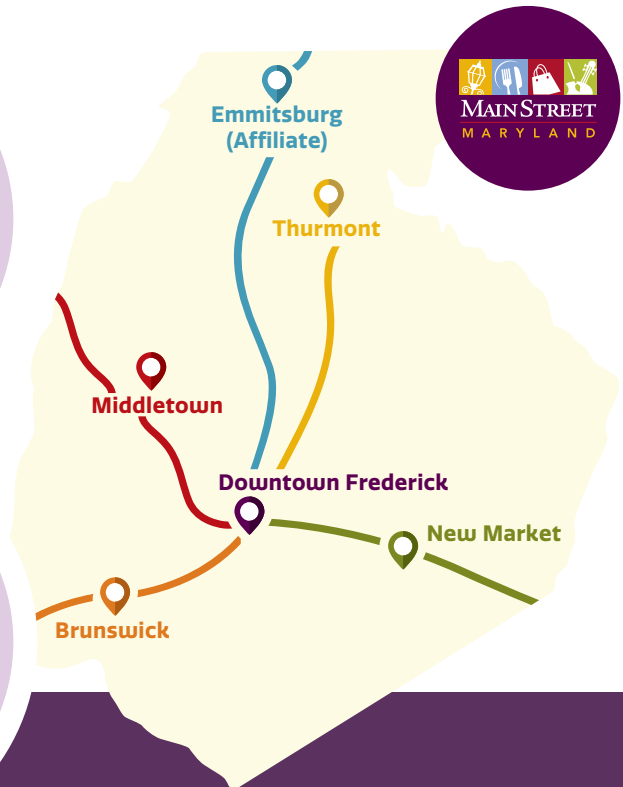 MAIN STREET
MARYLAND
Emmitsburg
(Affiliate)
Thurmont
Middletown
Downtown Frederick
New Market
Brunswick